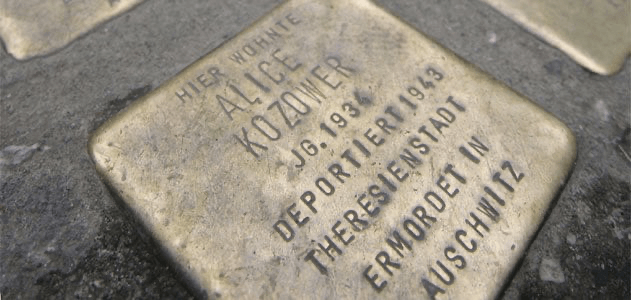 HIER WOHNTE
ALICE
KOZOWER
JG. 1934
DEPORTIERT 1943
THERESIENSTADT
ERMORDET IN
AUSCHWITZ